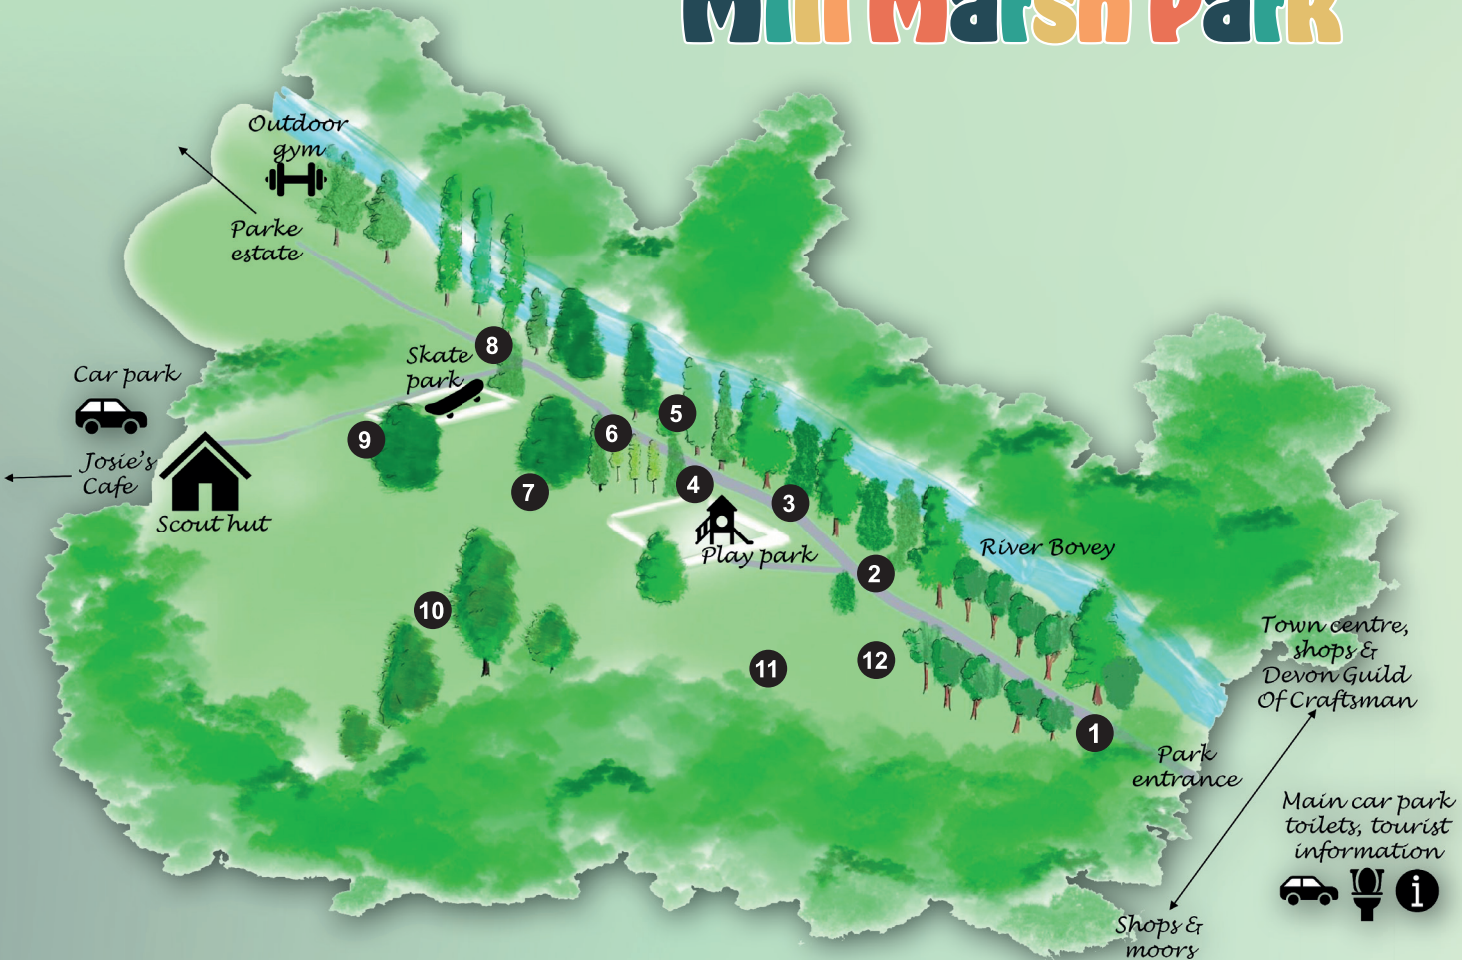 Mill Marsh Park
Outdoor
gym
Parke
estate
Car park
Skate
park
8
9
6
5
Josie's
Cafe
Scout hut
7
4
3
Play park
2
River Bovey
10
11
12
1
Town centre,
shops &
Devon Guild
Of Craftsman
Park
entrance
Main car park
toilets, tourist
information
i
Shops &
moors